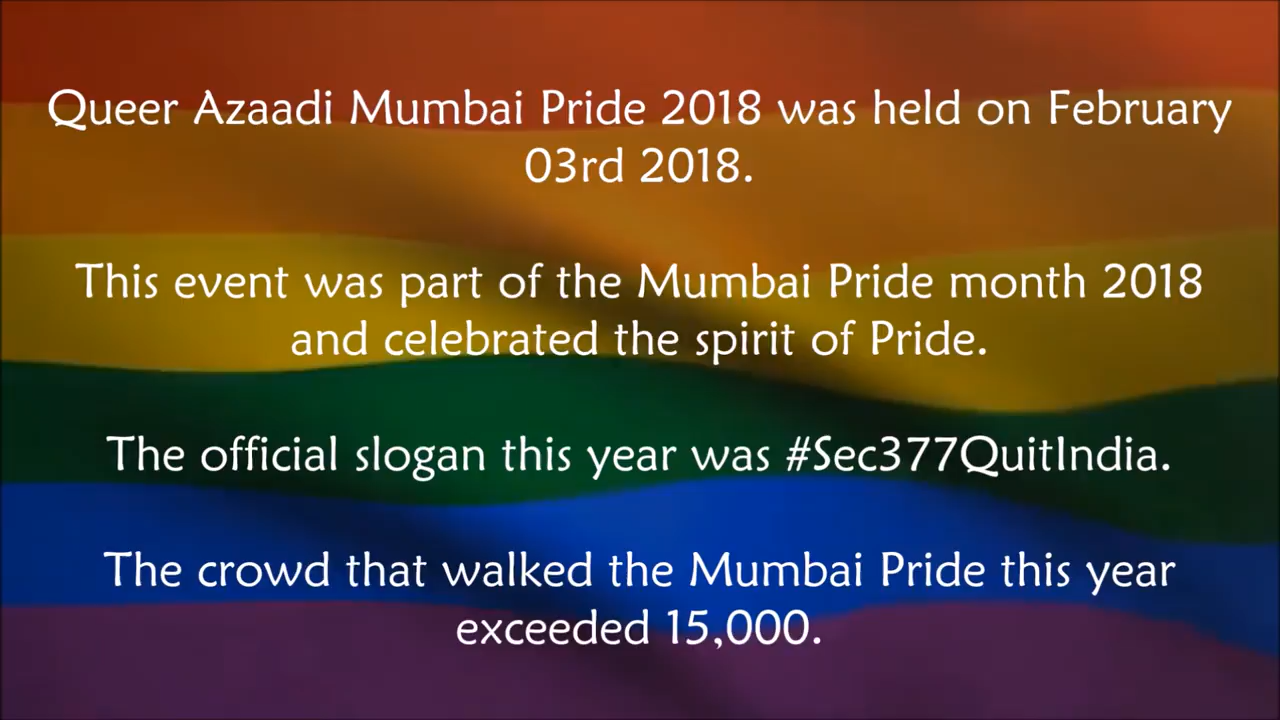 Queer Azaadi Mumbai Pride 2018 was held on February
03rd 2018.
This event was part of the Mumbai Pride month 2018
and celebrated the spirit of Pride.
The official slogan this year was #Sec377QuitIndia.
The crowd that walked the Mumbai Pride this year
exceeded 15,000.